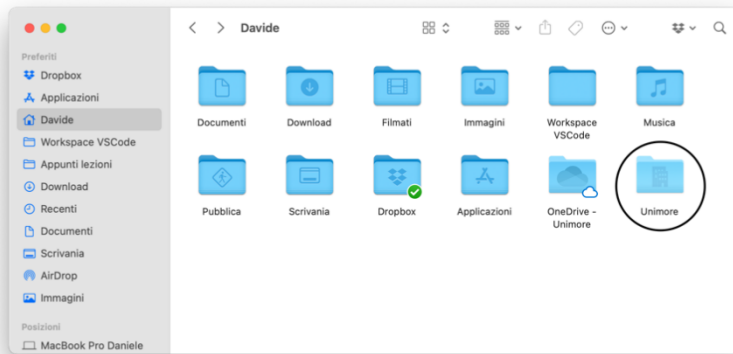 Davide
Preferiti
Dropbox
Applicazioni
Davide
Workspace VSCode
Appunti lezioni
Download
Recenti
Documenti
Scrivania
AirDrop
Immagini
Posizioni
MacBook Pro Daniele
Documenti
Download
Filmati
Immagini
Workspace
VSCode
Musica
Pubblica
Scrivania
Dropbox
Applicazioni
OneDrive -
Unimore
Unimore